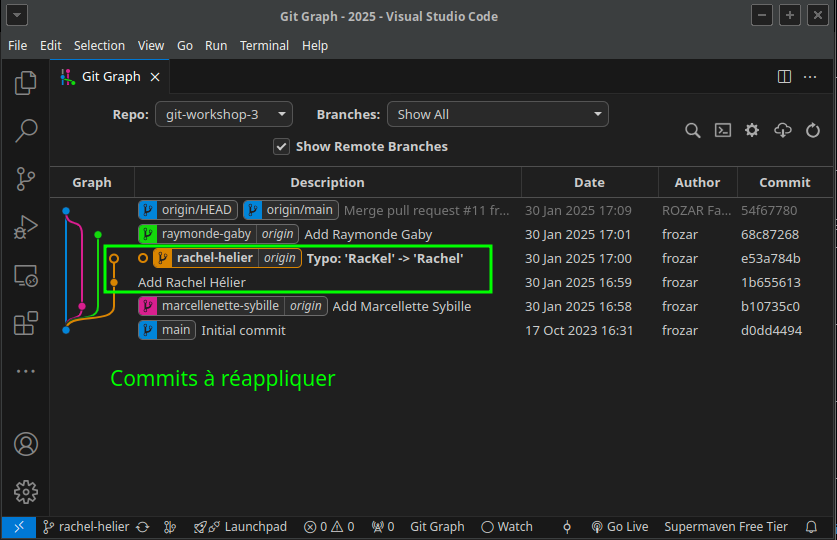 Git Graph - 2025 - Visual Studio Code
File Edit Selection View Go Run Terminal Help
Git Graph
Repo: git-workshop-3 Branches: Show All
Show Remote Branches
Graph Description Date Author Commit
origin/HEAD origin/main Merge pull request #11 fr... 30 Jan 2025 17:09 ROZAR Fa... 54f67780
raymonde-gaby origin Add Raymonde Gaby 30 Jan 2025 17:01 frozar 68c87268
rachel-helier origin Typo: 'RacKel' -> 'Rachel' 30 Jan 2025 17:00 frozar e53a784b
Add Rachel Hélier 30 Jan 2025 16:59 frozar 1b655613
marcellenette-sybille origin Add Marcellette Sybille 30 Jan 2025 16:58 frozar b10735c0
main Initial commit 17 Oct 2023 16:31 frozar d0dd4494
Commits à réappliquer
rachel-helier Launchpad 0 0 0 Git Graph Watch Go Live Supermaven Free Tier